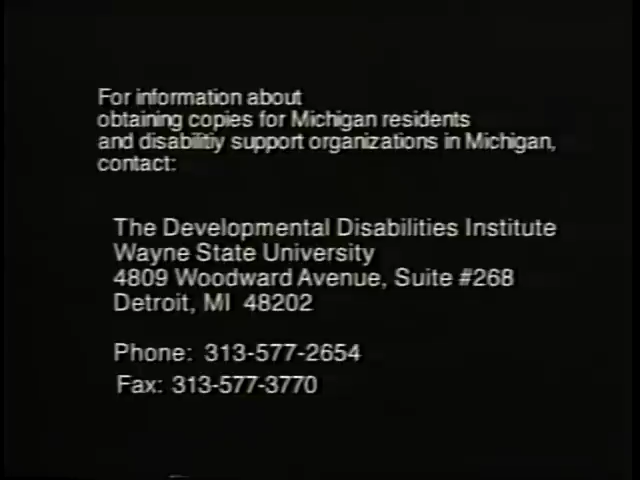 For information about
obtaining copies for Michigan residents
and disabilitiy support organizations in Michigan,
contact:
The Developmental Disabilities Institute
Wayne State University
4809 Woodward Avenue, Suite #268
Detroit, MI 48202
Phone: 313-577-2654
Fax: 313-577-3770